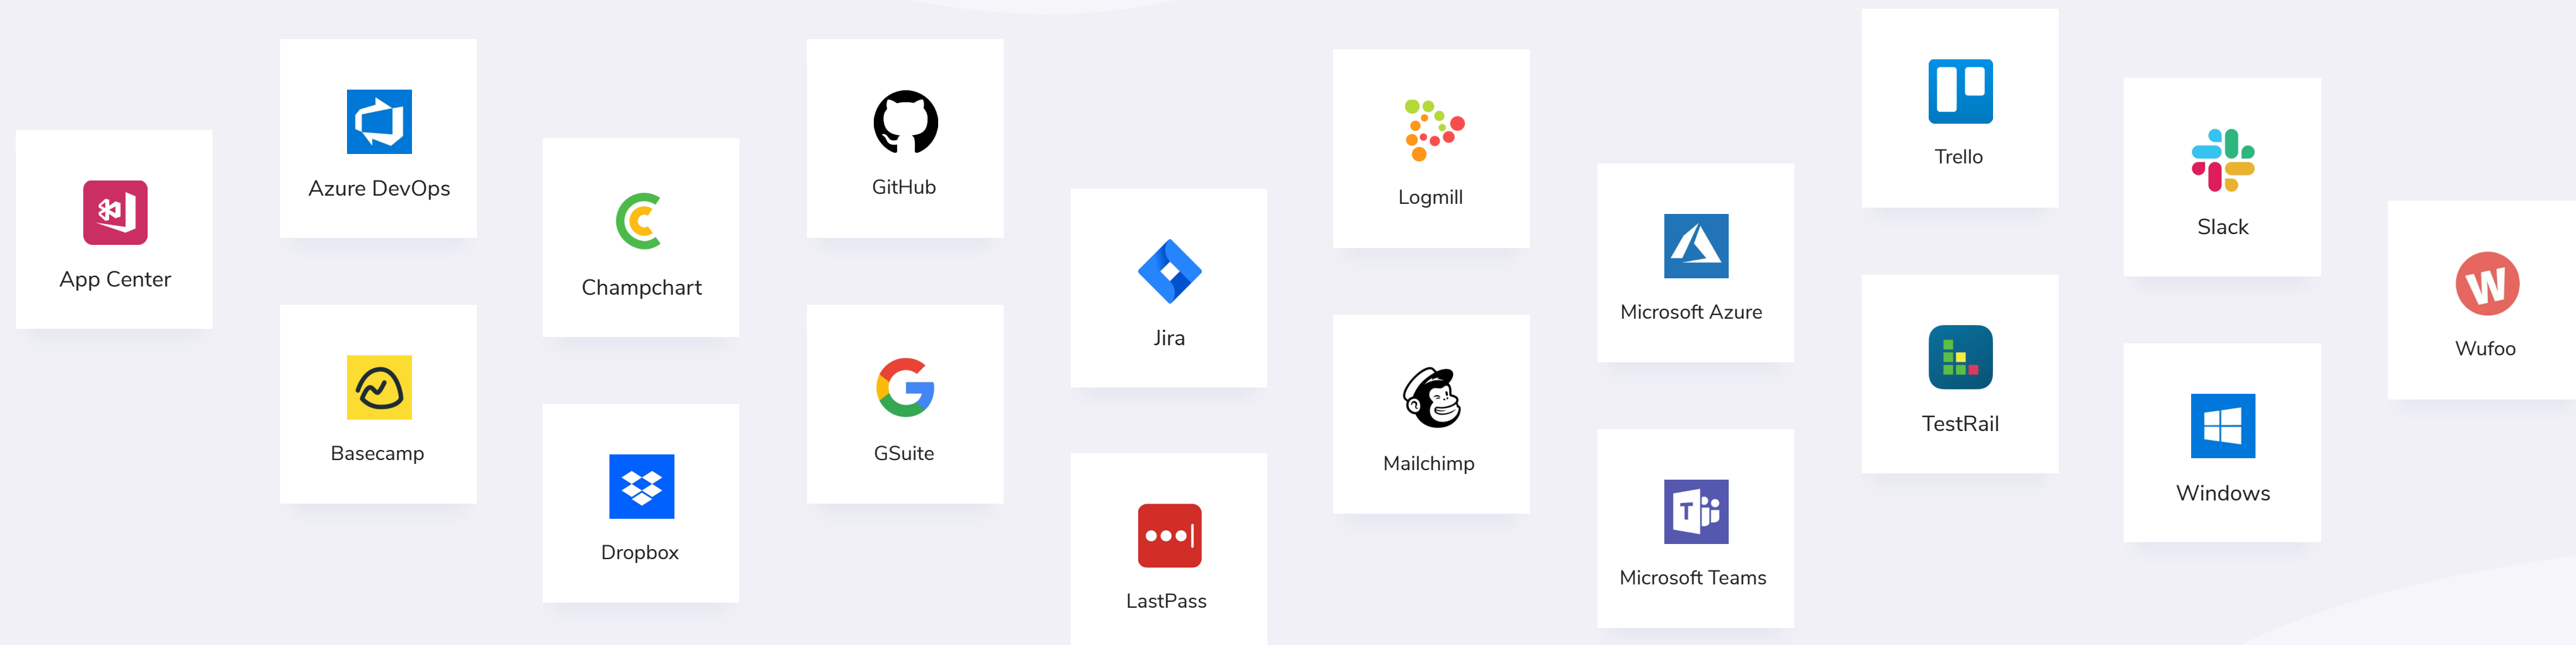 App Center
Azure DevOps
Basecamp
Champchart
Dropbox
GitHub
GSuite
Jira
LastPass
Logmill
Mailchimp
Microsoft Azure
Microsoft Teams
Trello
TestRail
Slack
Windows
Wufoo